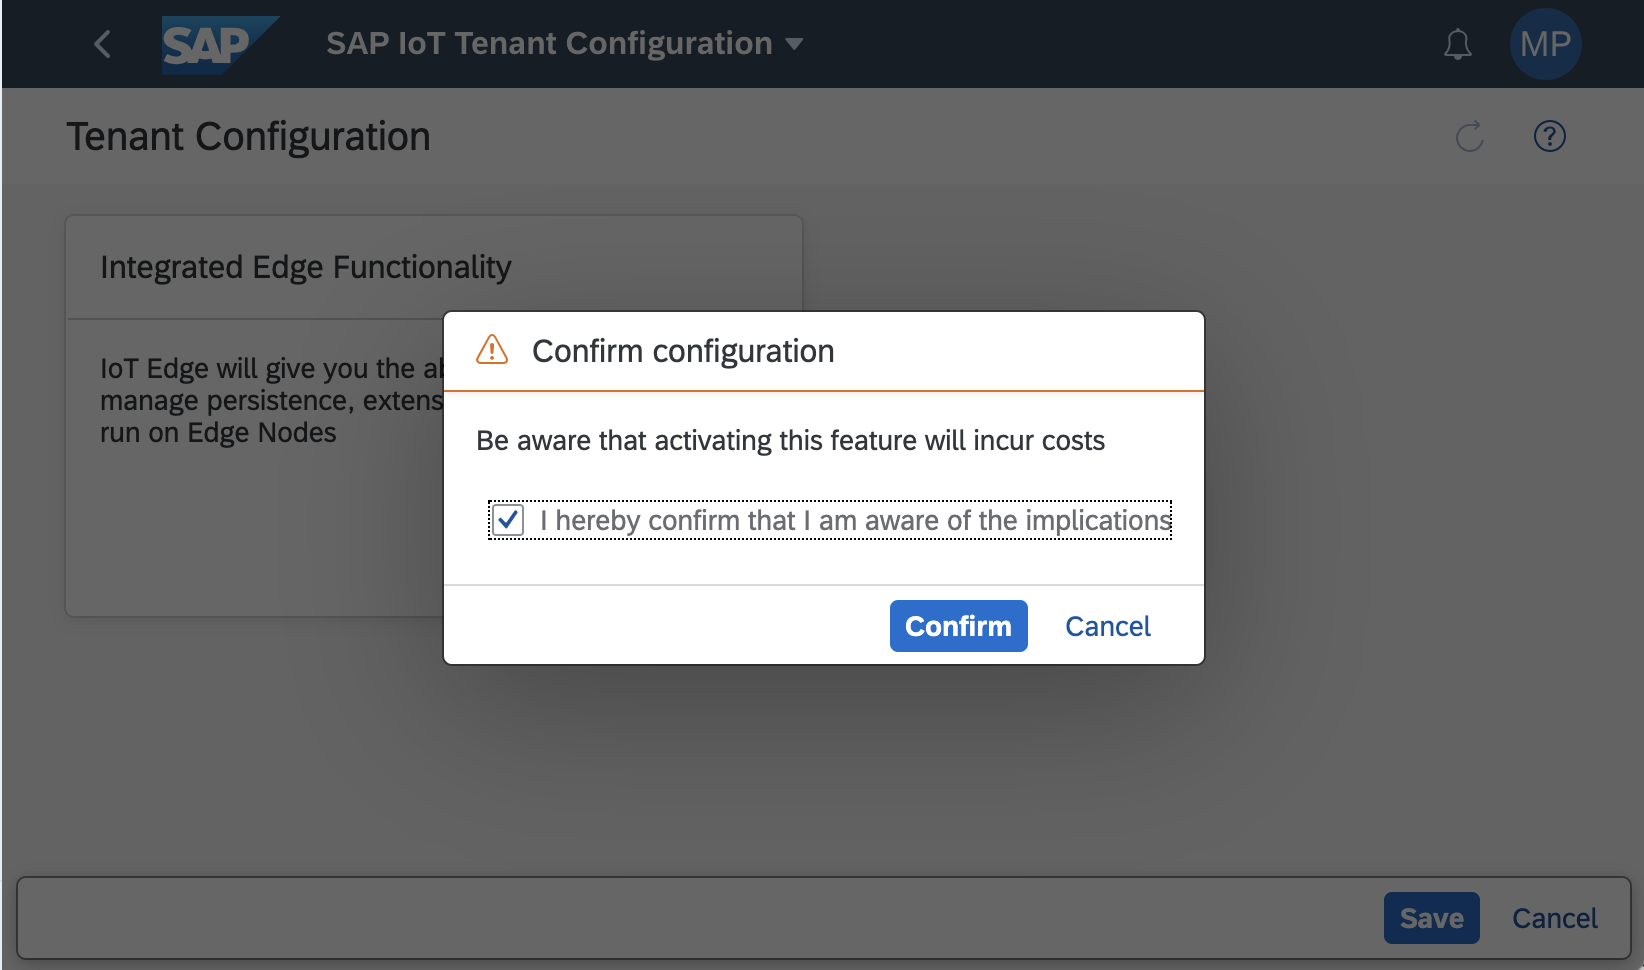 SAP
SAP IoT Tenant Configuration
MP
Tenant Configuration
Integrated Edge Functionality
IoT Edge will give you the
manage persistence,
run on Edge Nodes
Confirm configuration
Be aware that activating this feature will incur costs
I hereby confirm that I am aware of the implications
Confirm
Cancel
Save
Cancel